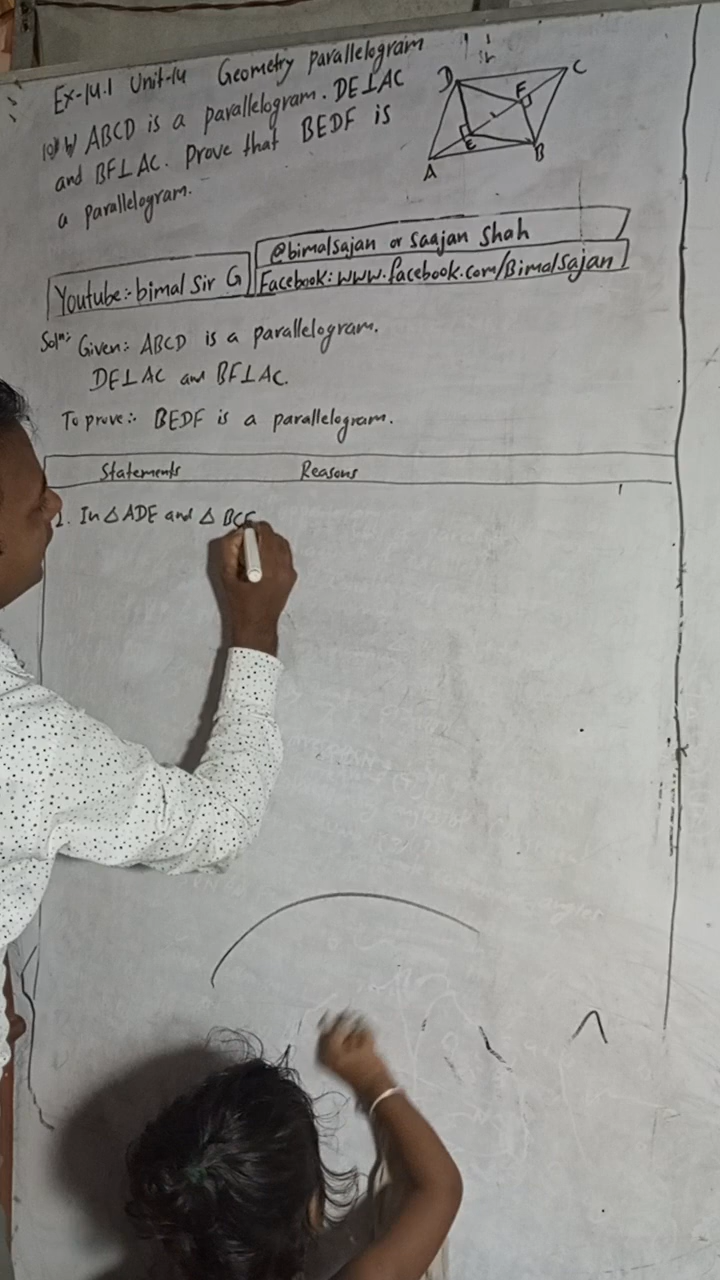 Ex-14.1 Unit-14 Geometry parallelogram
ABCD is a parallelogram. DE⊥AC
and BF⊥AC. Prove that BEDF is
a parallelogram.
D
C
F
E
B
A
@bimalsajan or Saajan Shah
Youtube:- bimal Sir G
Facebook: www.facebook.com/Bimalsajan
Soln: Given: ABCD is a parallelogram.
DE⊥AC and BF⊥AC.
To prove:- BEDF is a parallelogram.
Statements Reasons
1. In △ ADE and △ BCF